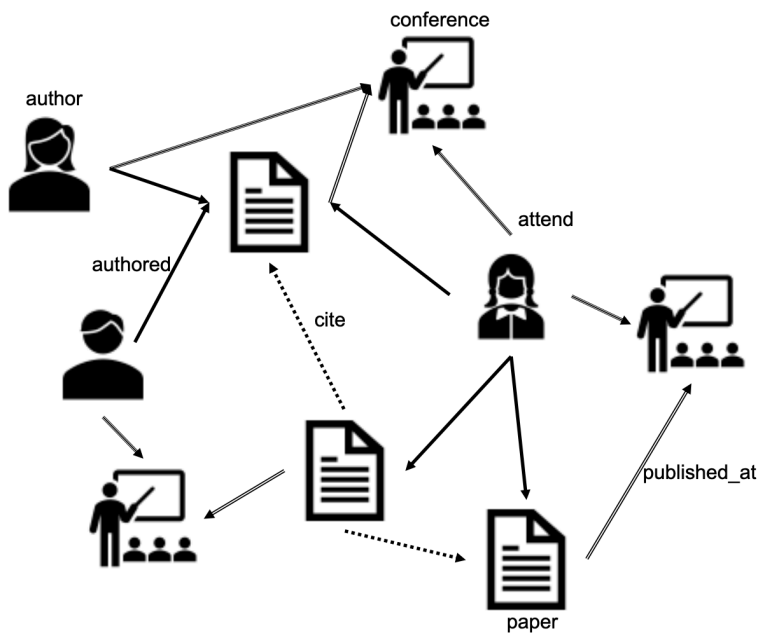 conference
author
attend
authored
cite
published_at
paper